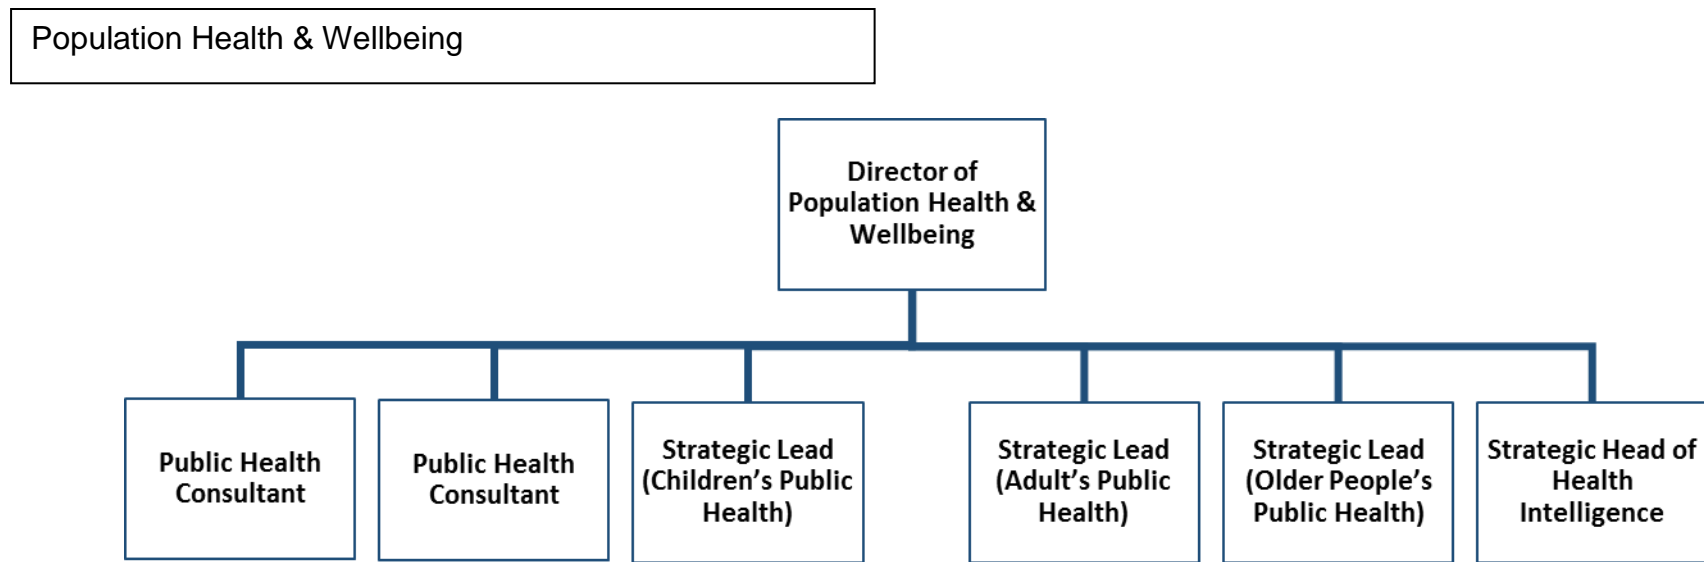 Population Health & Wellbeing
Director of
Population Health &
Wellbeing
Public Health
Consultant
Public Health
Consultant
Strategic Lead
(Children’s Public
Health)
Strategic Lead
(Adult’s Public
Health)
Strategic Lead
(Older People’s
Public Health)
Strategic Head of
Health
Intelligence